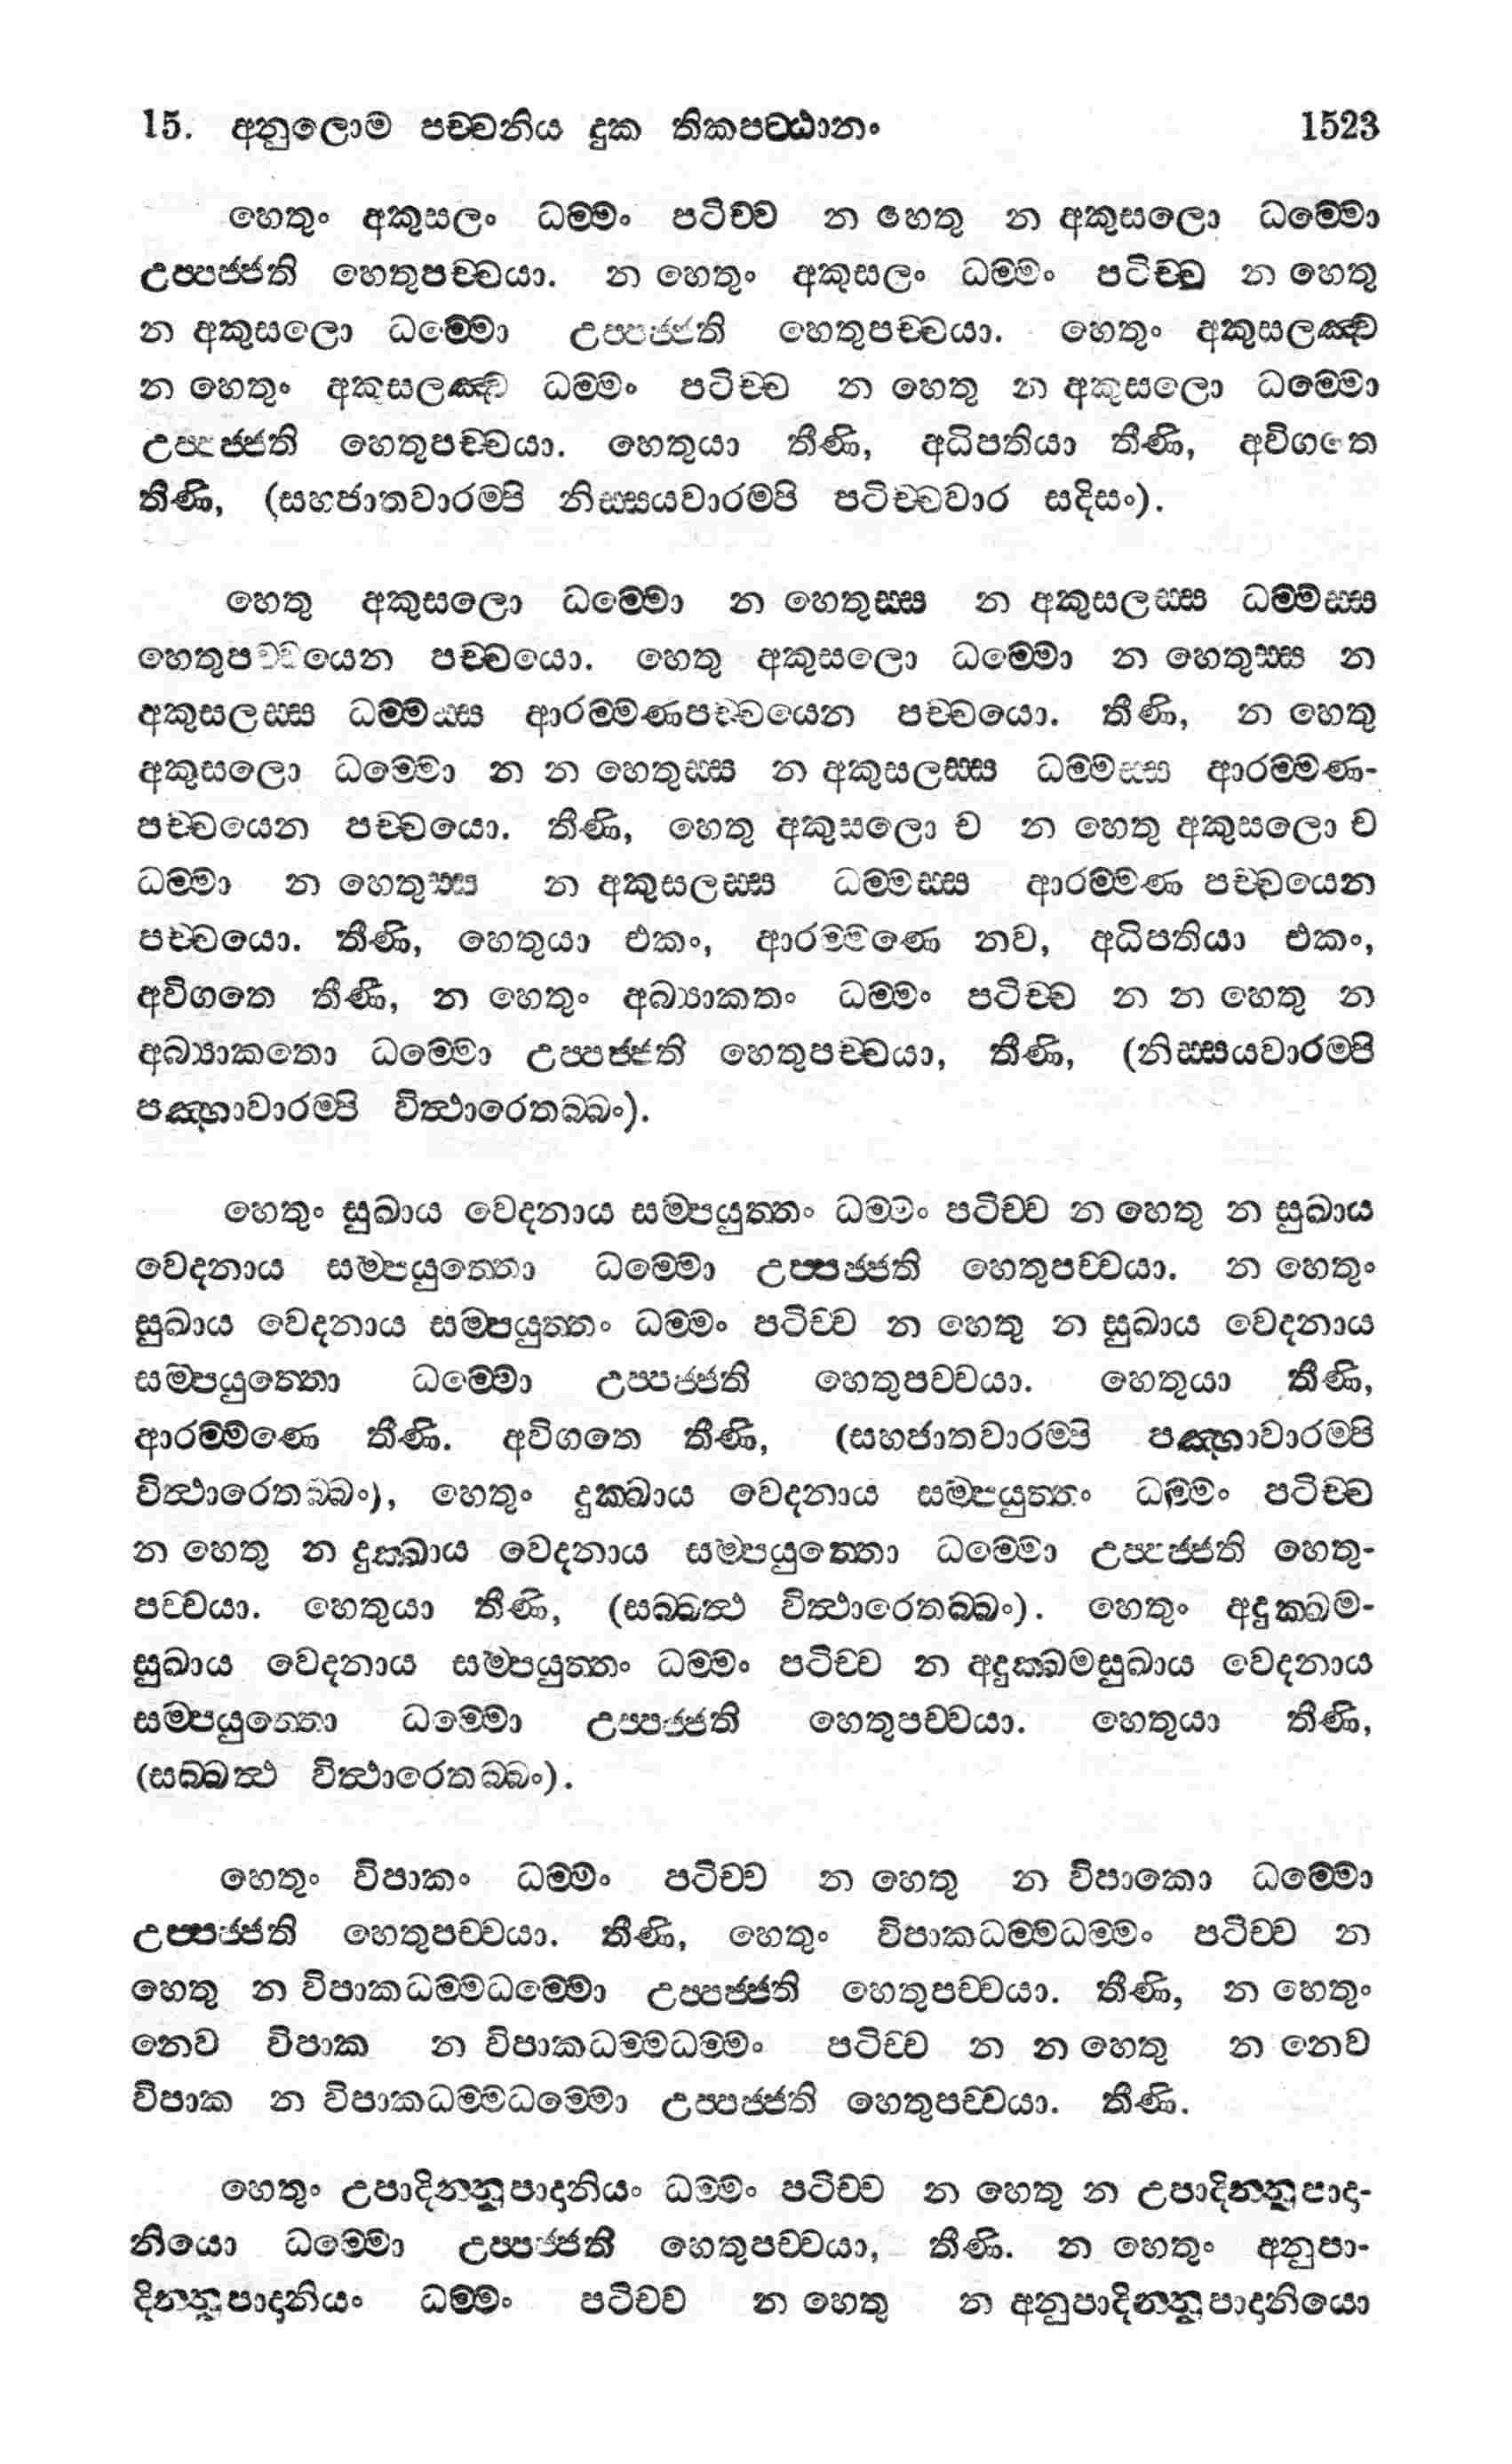 15. අනුලොම පච්චනිය දුක තිකපට්ඨානං 1523
හෙතුං අකුසලං ධම්මං පටිච්ච න හෙතු න අකුසලො ධම්මො
උප්පජ්ජති හෙතුපච්චයා. න හෙතුං අකුසලං ධම්මං පටිච්ච න හෙතු
න අකුසලො ධම්මො උප්පජ්ජති හෙතුපච්චයා. හෙතුං අකුසලඤ්ච
න හෙතුං අකුසලඤ්ච ධම්මං පටිච්ච න හෙතු න අකුසලො ධම්මො
උප්පජ්ජති හෙතුපච්චයා. හෙතුයා තීණි, අධිපතියා තීණි, අවිගතෙ
තීණි, (සහජාතවාරම්පි නිස්සයවාරම්පි පටිච්චවාර සදිසං).
හෙතු අකුසලො ධම්මො න හෙතුස්ස න අකුසලස්ස ධම්මස්ස
හෙතුපච්චයෙන පච්චයො. හෙතු අකුසලො ධම්මො න හෙතුස්ස න
අකුසලස්ස ධම්මස්ස ආරම්මණපච්චයෙන පච්චයො. තීණි, න හෙතු
අකුසලො ධම්මො න න හෙතුස්ස න අකුසලස්ස ධම්මස්ස ආරම්මණ-
පච්චයෙන පච්චයො. තීණි, හෙතු අකුසලො ච න හෙතු අකුසලො ච
ධම්මා න හෙතුස්ස න අකුසලස්ස ධම්මස්ස ආරම්මණ පච්චයෙන
පච්චයො. තීණි, හෙතුයා එකං, ආරම්මණෙ නව, අධිපතියා එකං,
අවිගතෙ තීණි, න හෙතුං අබ්‍යාකතං ධම්මං පටිච්ච න න හෙතු න
අබ්‍යාකතො ධම්මො උප්පජ්ජති හෙතුපච්චයා, තීණි, (නිස්සයවාරම්පි
පඤ්හාවාරම්පි විත්ථාරෙතබ්බං).
හෙතුං සුඛාය වෙදනාය සම්පයුත්තං ධම්මං පටිච්ච න හෙතු න සුඛාය
වෙදනාය සම්පයුත්තො ධම්මො උප්පජ්ජති හෙතුපච්චයා. න හෙතුං
සුඛාය වෙදනාය සම්පයුත්තං ධම්මං පටිච්ච න හෙතු න සුඛාය වෙදනාය
සම්පයුත්තො ධම්මො උප්පජ්ජති හෙතුපච්චයා. හෙතුයා තීණි,
ආරම්මණෙ තීණි. අවිගතෙ තීණි, (සහජාතවාරම්පි පඤ්හාවාරම්පි
විත්ථාරෙතබ්බං), හෙතුං දුක්ඛාය වෙදනාය සම්පයුත්තං ධම්මං පටිච්ච
න හෙතු න දුක්ඛාය වෙදනාය සම්පයුත්තො ධම්මො උප්පජ්ජති හෙතු-
පච්චයා. හෙතුයා තීණි, (සබ්බත්ථ විත්ථාරෙතබ්බං). හෙතුං අදුක්ඛම-
සුඛාය වෙදනාය සම්පයුත්තං ධම්මං පටිච්ච න අදුක්ඛමසුඛාය වෙදනාය
සම්පයුත්තො ධම්මො උප්පජ්ජති හෙතුපච්චයා. හෙතුයා තීණි,
(සබ්බත්ථ විත්ථාරෙතබ්බං).
හෙතුං විපාකං ධම්මං පටිච්ච න හෙතු න විපාකො ධම්මො
උප්පජ්ජති හෙතුපච්චයා. තීණි, හෙතුං විපාකධම්මධම්මං පටිච්ච න
හෙතු න විපාකධම්මධම්මො උප්පජ්ජති හෙතුපච්චයා. තීණි, න හෙතුං
නෙව විපාක න විපාකධම්මධම්මං පටිච්ච න න හෙතු න නෙව
විපාක න විපාකධම්මධම්මො උප්පජ්ජති හෙතුපච්චයා. තීණි.
හෙතුං උපාදින්නුපාදානියං ධම්මං පටිච්ච න හෙතු න උපාදින්නුපාදා-
නියො ධම්මො උප්පජ්ජති හෙතුපච්චයා, තීණි. න හෙතුං අනුපා-
දින්නුපාදානියං ධම්මං පටිච්ච න හෙතු න අනුපාදින්නුපාදානියො